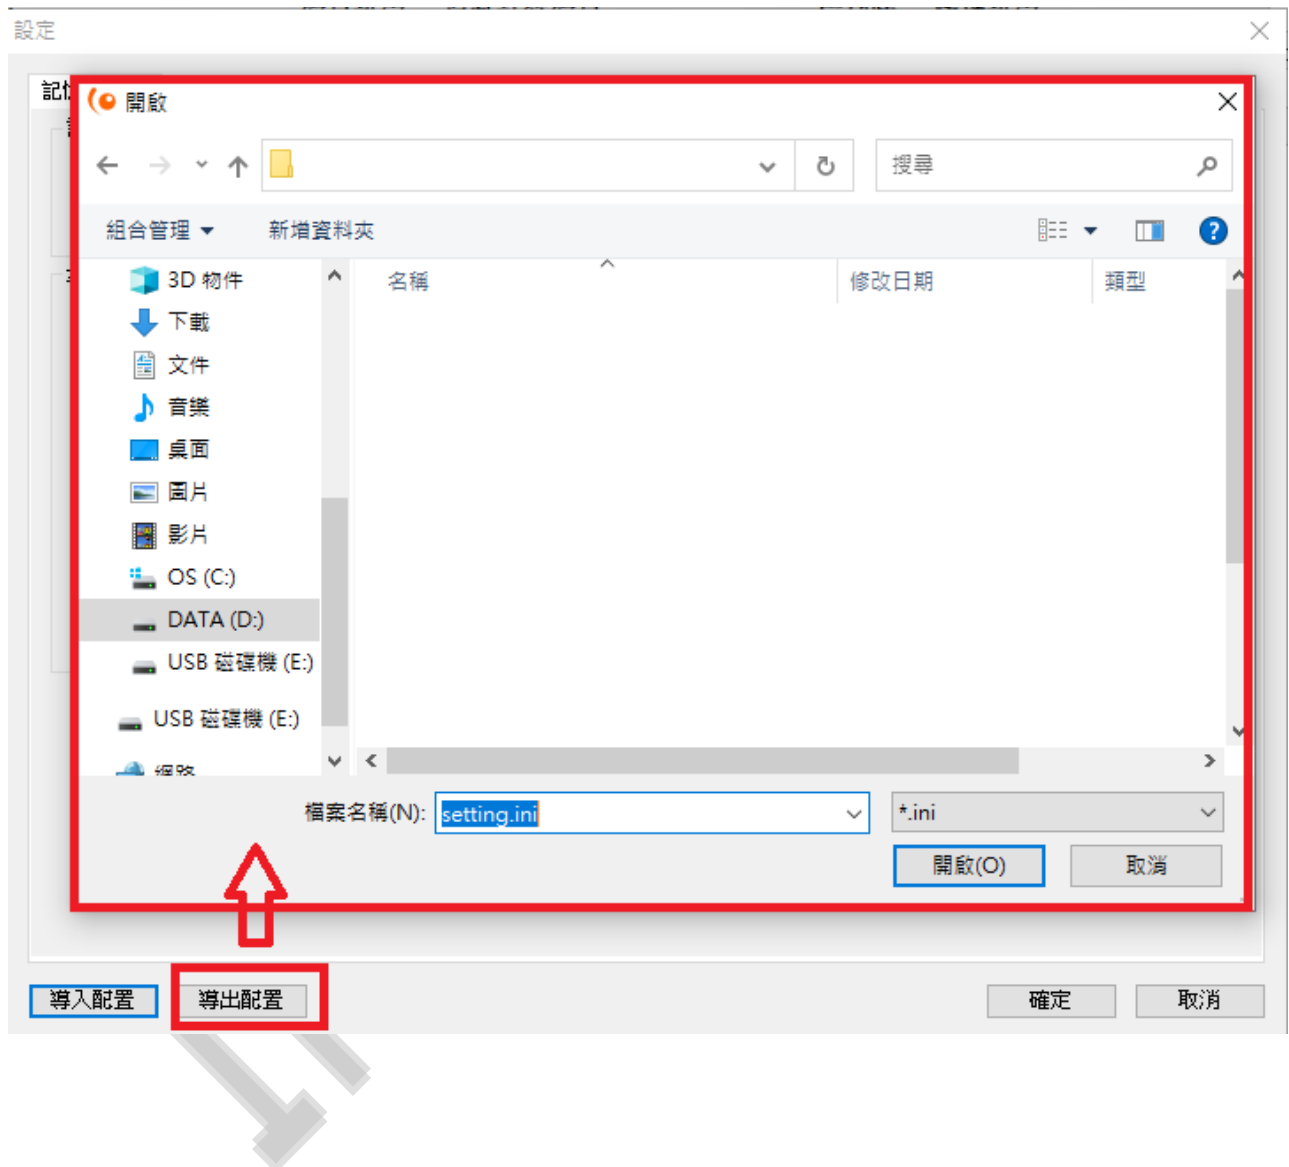 設定
開啟
搜尋
組合管理 新增資料夾
名稱 修改日期 類型
3D 物件
下載
文件
音樂
桌面
圖片
影片
OS (C:)
DATA (D:)
USB 磁碟機 (E:)
USB 磁碟機 (E:)
網路
檔案名稱(N): setting.ini *.ini
開啟(O) 取消
導入配置 導出配置 確定 取消